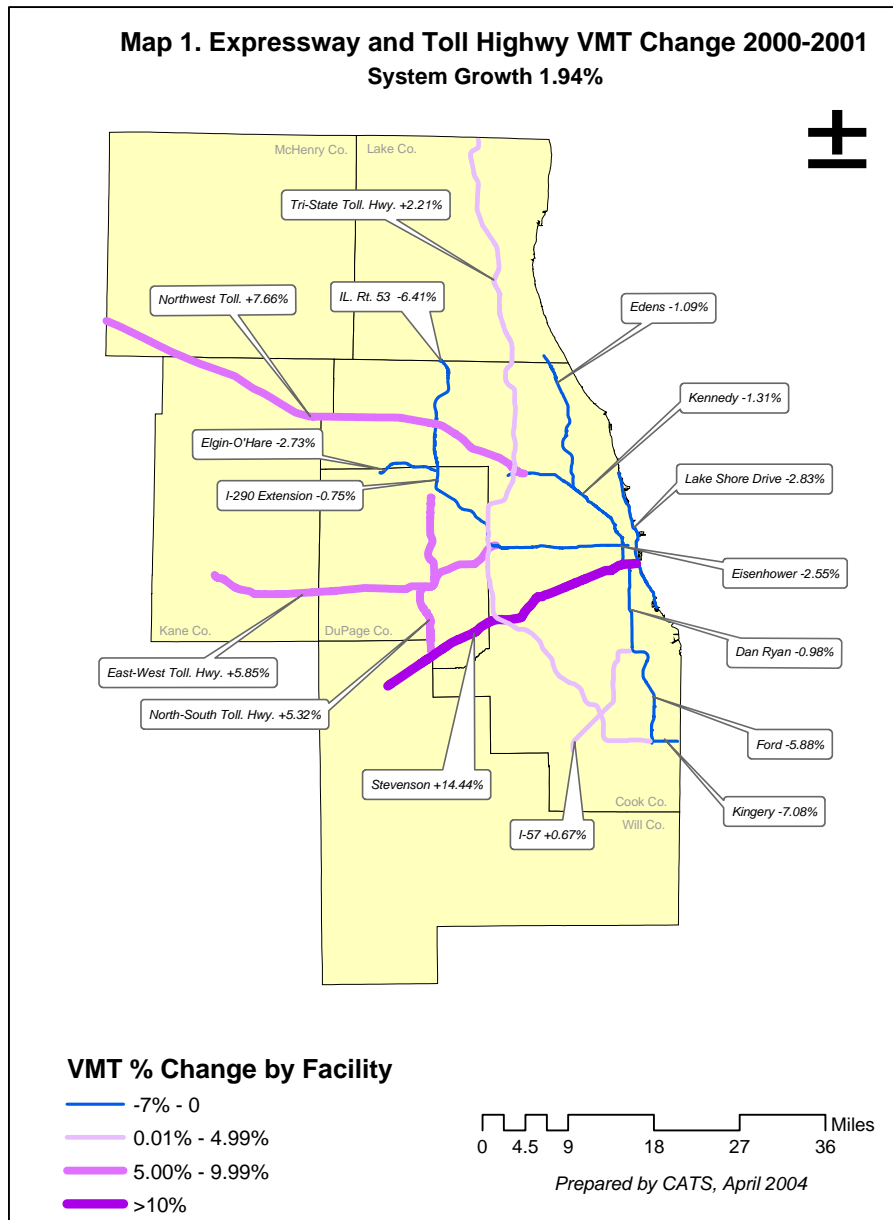 Map 1. Expressway and Toll Highwy VMT Change 2000-2001
System Growth 1.94%
McHenry Co.
Lake Co.
Tri-State Toll. Hwy. +2.21%
Northwest Toll. +7.66%
IL. Rt. 53 -6.41%
Edens -1.09%
Kennedy -1.31%
Elgin-O'Hare -2.73%
Lake Shore Drive -2.83%
I-290 Extension -0.75%
Eisenhower -2.55%
Kane Co.
DuPage Co.
Dan Ryan -0.98%
East-West Toll. Hwy. +5.85%
North-South Toll. Hwy. +5.32%
Ford -5.88%
Stevenson +14.44%
Cook Co.
Kingery -7.08%
Will Co.
I-57 +0.67%
VMT % Change by Facility
-7% - 0
0.01% - 4.99%
5.00% - 9.99%
>10%
Miles
0 4.5 9 18 27 36
Prepared by CATS, April 2004